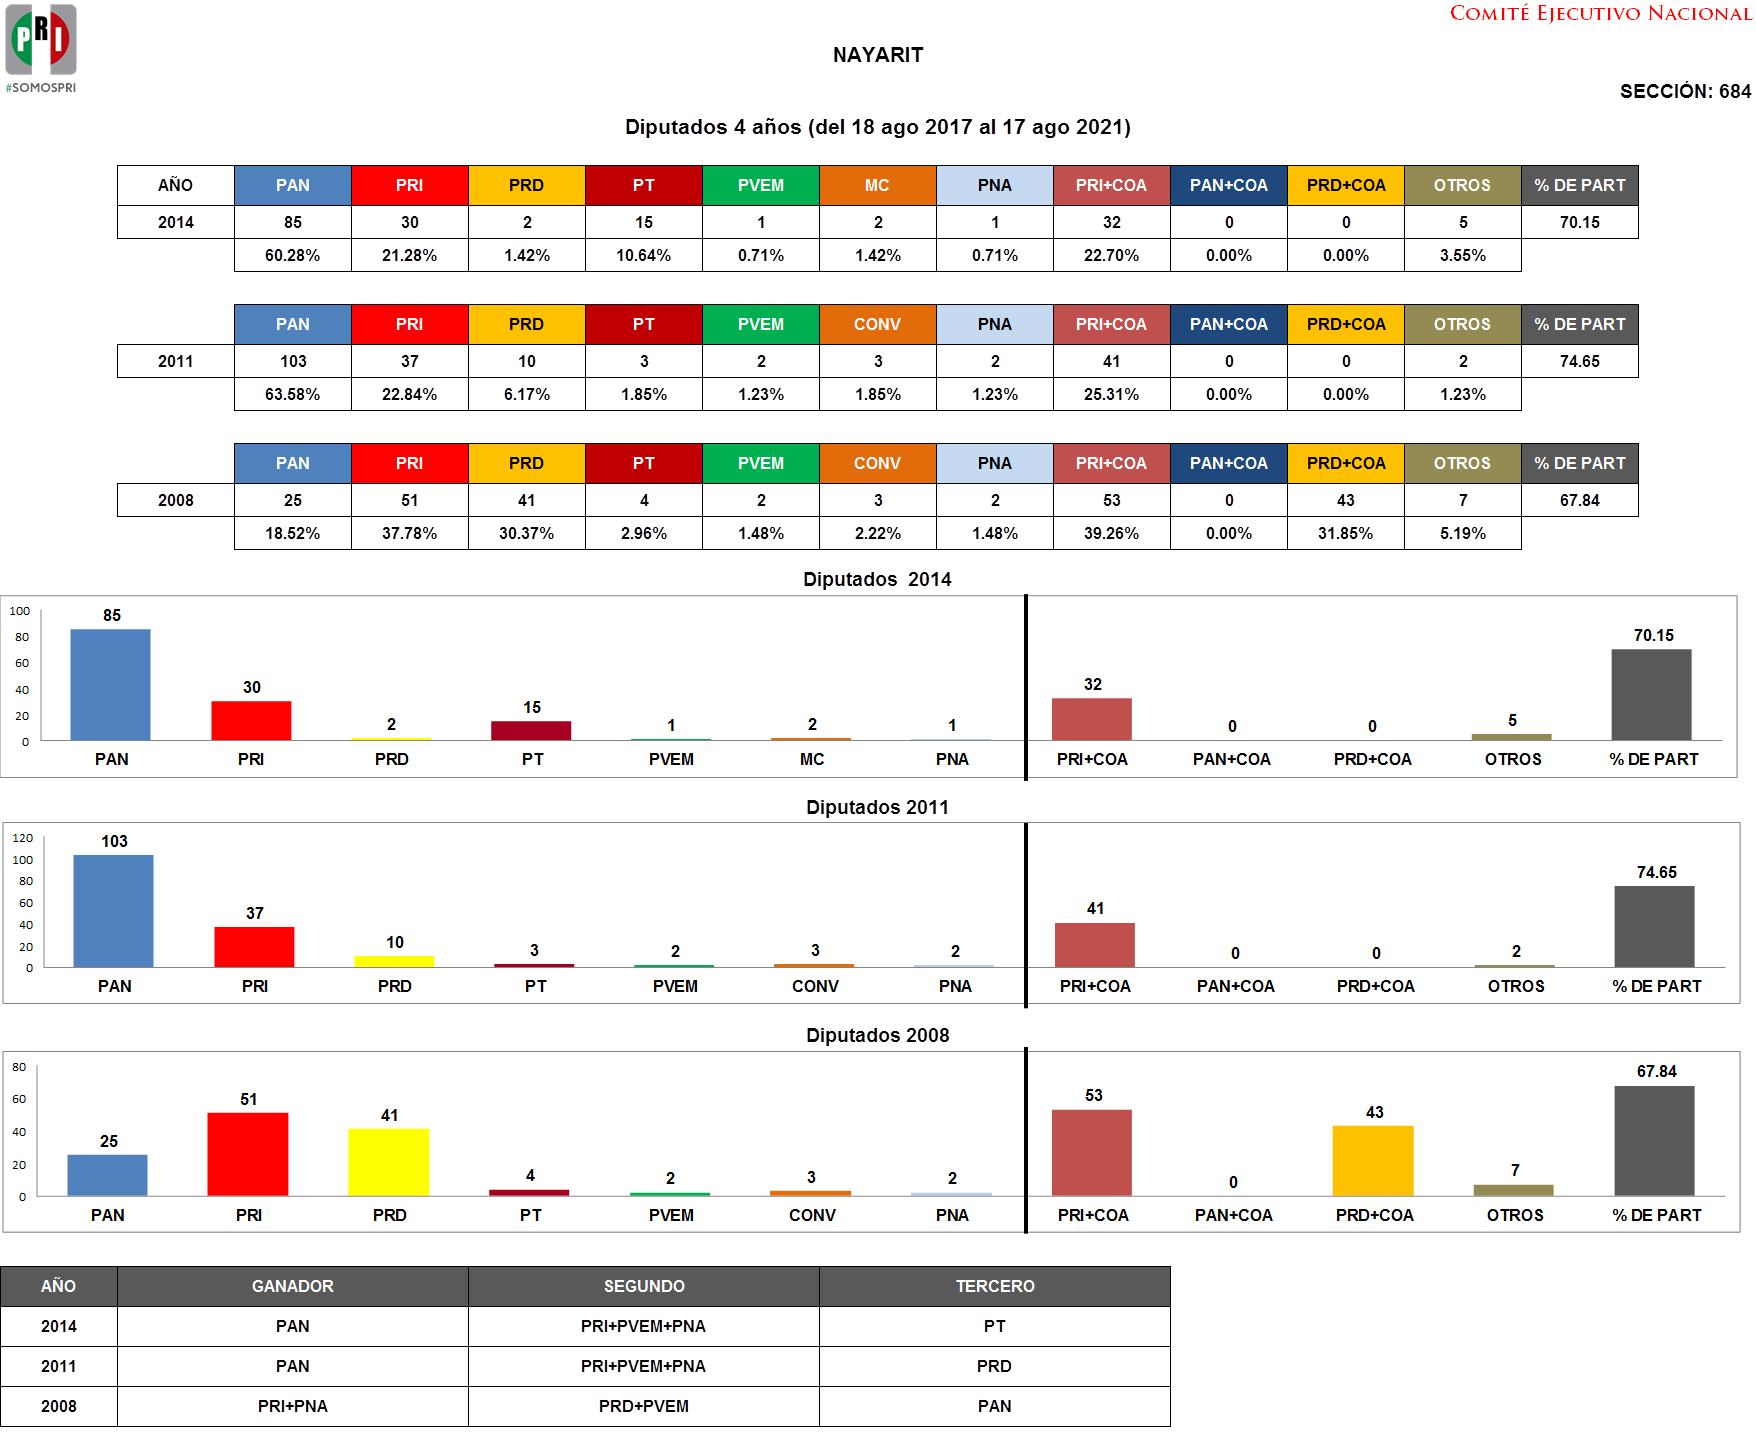 PRI
#SOMOSPRI
COMITÉ EJECUTIVO NACIONAL
NAYARIT
SECCIÓN: 684
Diputados 4 años (del 18 ago 2017 al 17 ago 2021)
AÑO PAN PRI PRD PT PVEM MC PNA PRI+COA PAN+COA PRD+COA OTROS % DE PART
2014 85 30 2 15 1 2 1 32 0 0 5 70.15
60.28% 21.28% 1.42% 10.64% 0.71% 1.42% 0.71% 22.70% 0.00% 0.00% 3.55%
PAN PRI PRD PT PVEM CONV PNA PRI+COA PAN+COA PRD+COA OTROS % DE PART
2011 103 37 10 3 2 3 2 41 0 0 2 74.65
63.58% 22.84% 6.17% 1.85% 1.23% 1.85% 1.23% 25.31% 0.00% 0.00% 1.23%
PAN PRI PRD PT PVEM CONV PNA PRI+COA PAN+COA PRD+COA OTROS % DE PART
2008 25 51 41 4 2 3 2 53 0 43 7 67.84
18.52% 37.78% 30.37% 2.96% 1.48% 2.22% 1.48% 39.26% 0.00% 31.85% 5.19%
Diputados 2014
100
80
60
40
20
0
85 30 2 15 1 2 1 32 0 0 5 70.15
PAN PRI PRD PT PVEM MC PNA PRI+COA PAN+COA PRD+COA OTROS % DE PART
Diputados 2011
120
100
80
60
40
20
0
103 37 10 3 2 3 2 41 0 0 2 74.65
PAN PRI PRD PT PVEM CONV PNA PRI+COA PAN+COA PRD+COA OTROS % DE PART
Diputados 2008
80
60
40
20
0
25 51 41 4 2 3 2 53 0 43 7 67.84
PAN PRI PRD PT PVEM CONV PNA PRI+COA PAN+COA PRD+COA OTROS % DE PART
AÑO GANADOR SEGUNDO TERCERO
2014 PAN PRI+PVEM+PNA PT
2011 PAN PRI+PVEM+PNA PRD
2008 PRI+PNA PRD+PVEM PAN